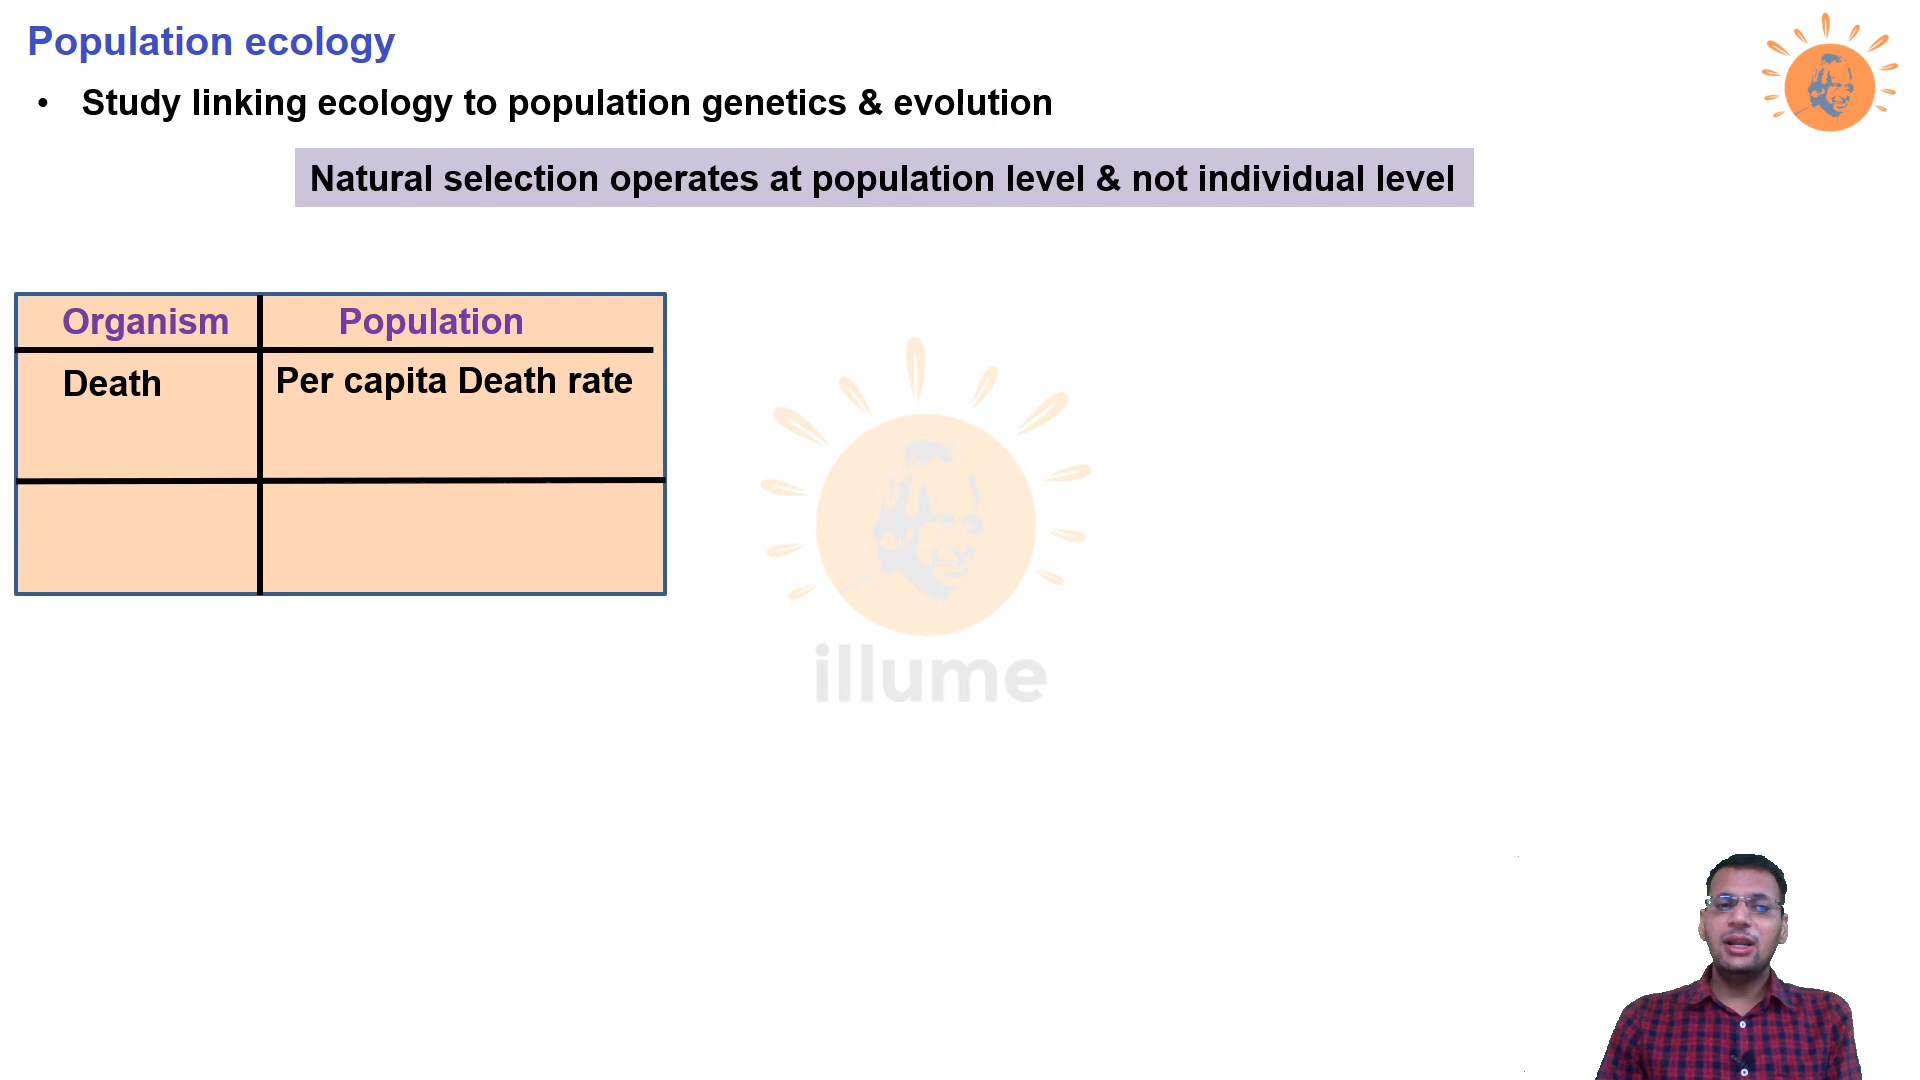 Population ecology
• Study linking ecology to population genetics & evolution
Natural selection operates at population level & not individual level
Organism Population
Death Per capita Death rate
illume